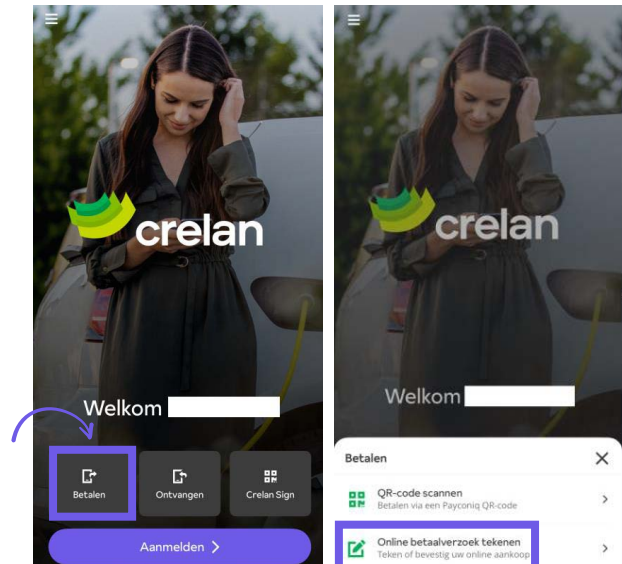 crelan
Welkom
Betalen
Ontvangen
Crelan Sign
Aanmelden
crelan
Welkom
Betalen
QR-code scannen
Betalen via een Payconiq QR-code
Online betaalverzoek tekenen
Teken of bevestig uw online aankoop